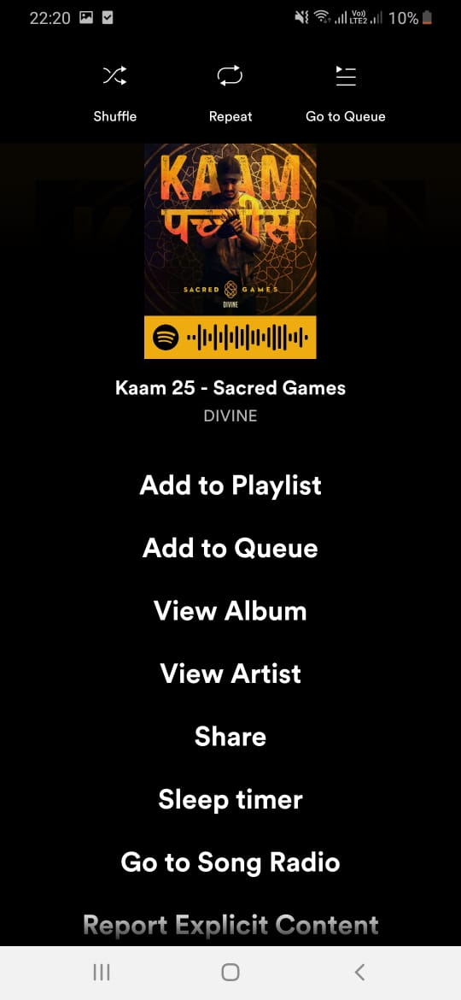 22:20
Vo)) LTE2 10%
Shuffle Repeat Go to Queue
KAAM
पच्चीस
SACRED GAMES
DIVINE
Kaam 25 - Sacred Games
DIVINE
Add to Playlist
Add to Queue
View Album
View Artist
Share
Sleep timer
Go to Song Radio
Report Explicit Content